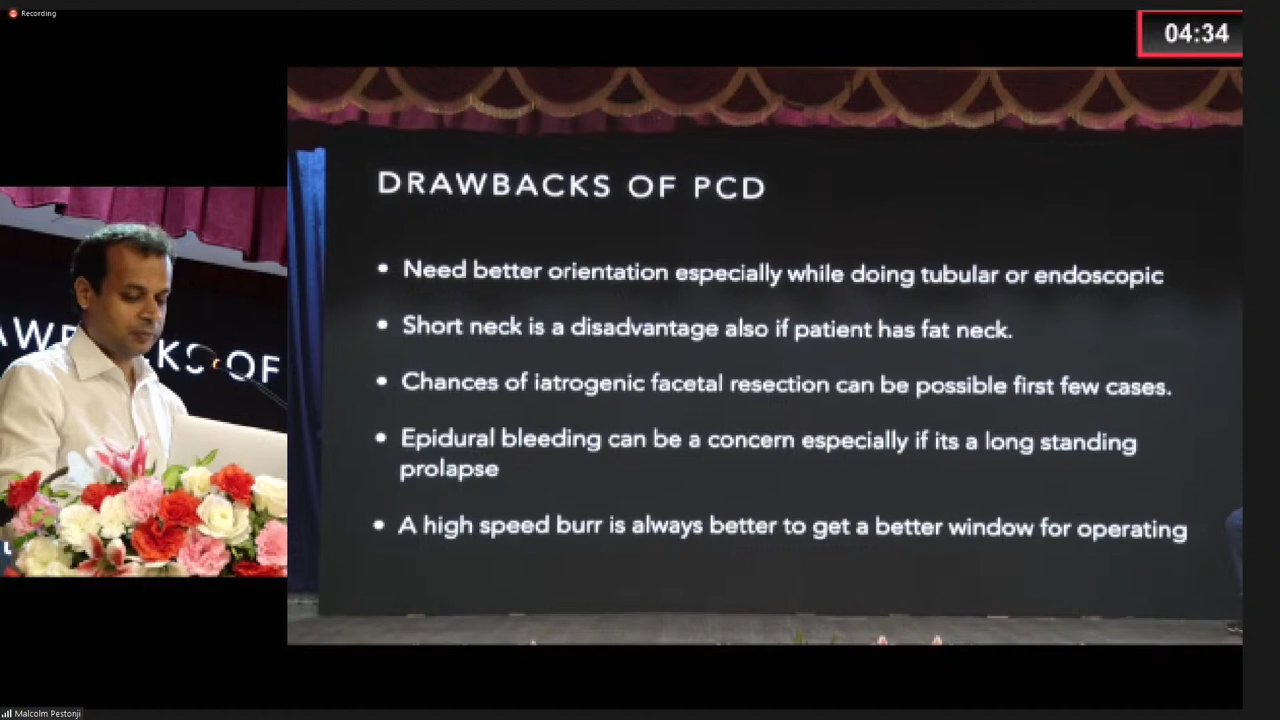 Recording
04:34
DRAWBACKS OF PCD
• Need better orientation especially while doing tubular or endoscopic
• Short neck is a disadvantage also if patient has fat neck.
• Chances of iatrogenic facetal resection can be possible first few cases.
• Epidural bleeding can be a concern especially if its a long standing
prolapse
• A high speed burr is always better to get a better window for operating
AWB KS OF
Malcolm Pestonji